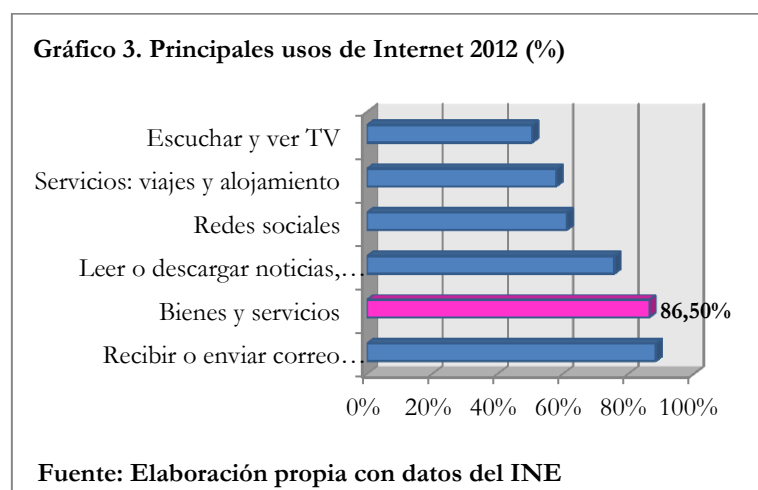 Gráfico 3. Principales usos de Internet 2012 (%)
Escuchar y ver TV
Servicios: viajes y alojamiento
Redes sociales
Leer o descargar noticias,…
Bienes y servicios
86,50%
Recibir o enviar correo…
0% 20% 40% 60% 80% 100%
Fuente: Elaboración propia con datos del INE